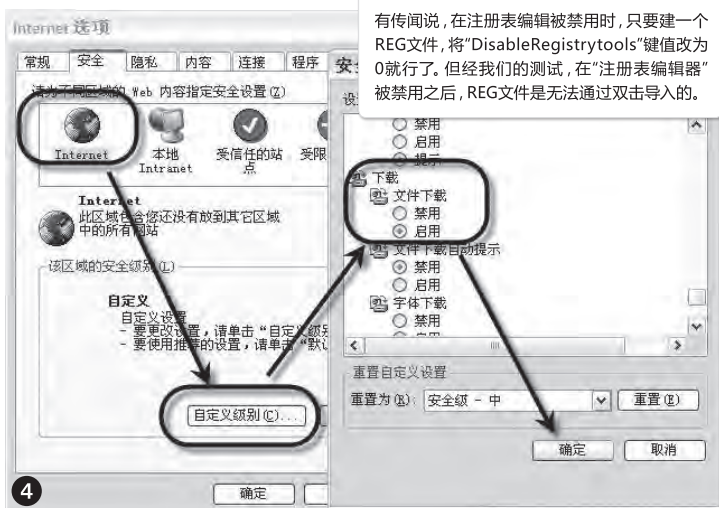 Internet 选项
常规 安全 隐私 内容 连接 程序
请为不同区域的 Web 内容指定安全设置(Z)
Internet
本地
Intranet
受信任的站
点
受限
Internet
此区域包含您还没有放到其它区域
中的所有网站
该区域的安全级别(L)
自定义
自定义设置
- 要更改设置,请单击“自定义级别
- 要使用推荐的设置,请单击“默认
自定义级别(C)...
确定
4
有传闻说,在注册表编辑被禁用时,只要建一个
REG文件,将“DisableRegistrytools”键值改为
0就行了。但经我们的测试,在“注册表编辑器”
被禁用之后,REG文件是无法通过双击导入的。
安
设
禁用
启用
提示
下载
文件下载
禁用
启用
文件下载自动提示
禁用
启用
字体下载
禁用
启用
重置自定义设置
重置为(R): 安全级 - 中 重置(E)
确定 取消